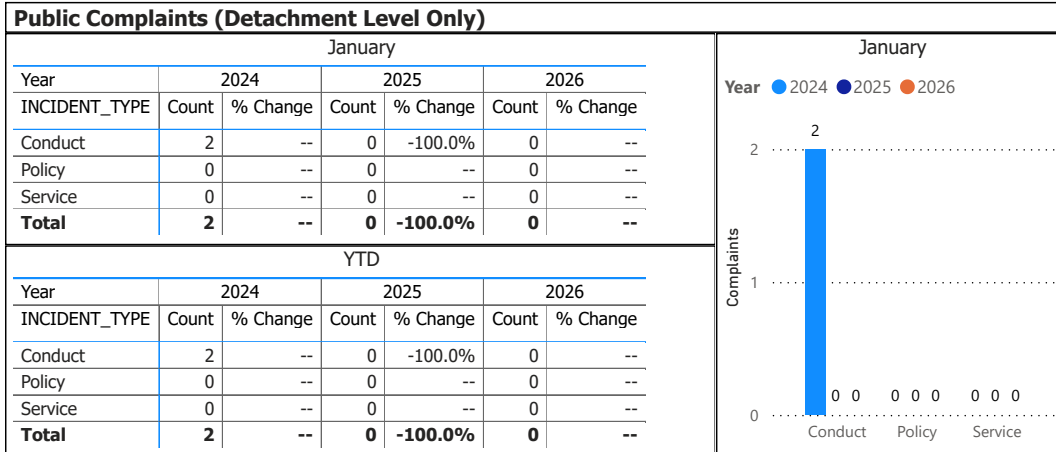 Public Complaints (Detachment Level Only)
January
Year 2024 2025 2026
INCIDENT_TYPE Count % Change Count % Change Count % Change
Conduct 2 -- 0 -100.0% 0 --
Policy 0 -- 0 -- 0 --
Service 0 -- 0 -- 0 --
Total 2 -- 0 -100.0% 0 --
YTD
Year 2024 2025 2026
INCIDENT_TYPE Count % Change Count % Change Count % Change
Conduct 2 -- 0 -100.0% 0 --
Policy 0 -- 0 -- 0 --
Service 0 -- 0 -- 0 --
Total 2 -- 0 -100.0% 0 --
January
Year 2024 2025 2026
Complaints
2
1
0
2
0 0 0 0 0 0 0 0
Conduct Policy Service